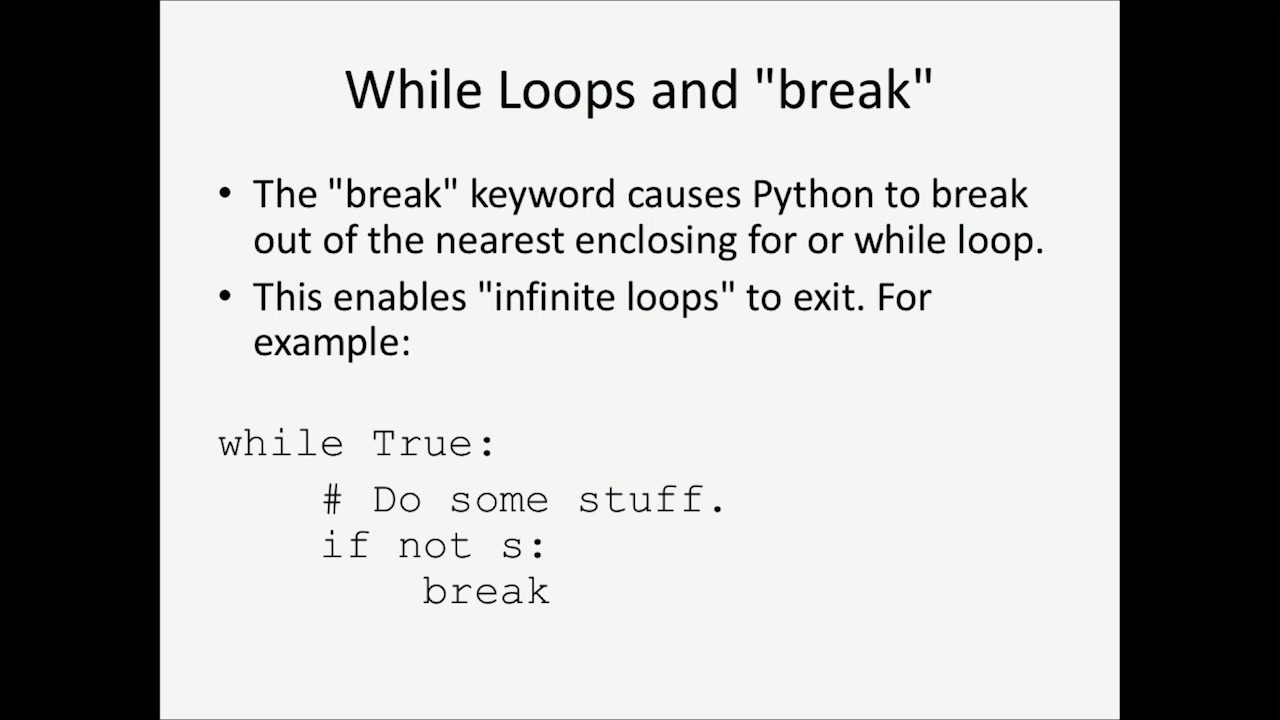 While Loops and "break"
• The "break" keyword causes Python to break
out of the nearest enclosing for or while loop.
• This enables "infinite loops" to exit. For
example:
while True:
    # Do some stuff.
    if not s:
        break